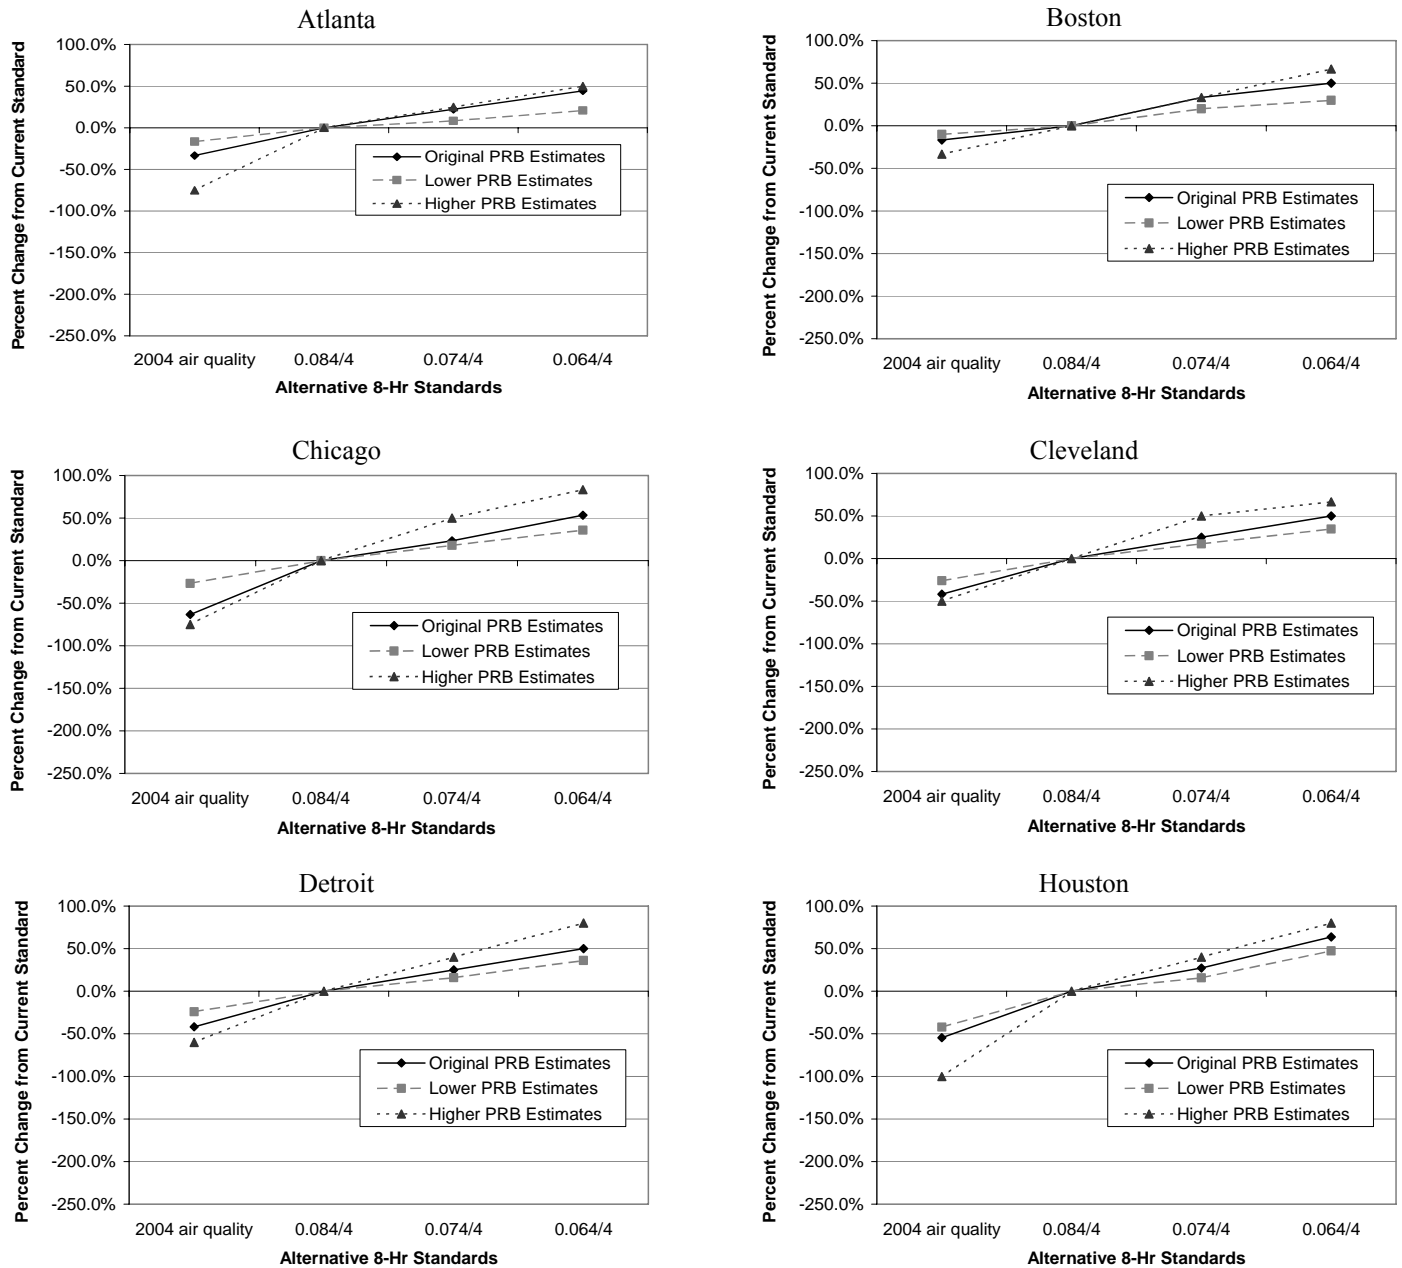 Atlanta
Percent Change from Current Standard
100.0%
50.0%
0.0%
-50.0%
-100.0%
-150.0%
-200.0%
-250.0%
Original PRB Estimates
Lower PRB Estimates
Higher PRB Estimates
2004 air quality 0.084/4 0.074/4 0.064/4
Alternative 8-Hr Standards
Boston
Percent Change from Current Standard
100.0%
50.0%
0.0%
-50.0%
-100.0%
-150.0%
-200.0%
-250.0%
Original PRB Estimates
Lower PRB Estimates
Higher PRB Estimates
2004 air quality 0.084/4 0.074/4 0.064/4
Alternative 8-Hr Standards
Chicago
Percent Change from Current Standard
100.0%
50.0%
0.0%
-50.0%
-100.0%
-150.0%
-200.0%
-250.0%
Original PRB Estimates
Lower PRB Estimates
Higher PRB Estimates
2004 air quality 0.084/4 0.074/4 0.064/4
Alternative 8-Hr Standards
Cleveland
Percent Change from Current Standard
100.0%
50.0%
0.0%
-50.0%
-100.0%
-150.0%
-200.0%
-250.0%
Original PRB Estimates
Lower PRB Estimates
Higher PRB Estimates
2004 air quality 0.084/4 0.074/4 0.064/4
Alternative 8-Hr Standards
Detroit
Percent Change from Current Standard
100.0%
50.0%
0.0%
-50.0%
-100.0%
-150.0%
-200.0%
-250.0%
Original PRB Estimates
Lower PRB Estimates
Higher PRB Estimates
2004 air quality 0.084/4 0.074/4 0.064/4
Alternative 8-Hr Standards
Houston
Percent Change from Current Standard
100.0%
50.0%
0.0%
-50.0%
-100.0%
-150.0%
-200.0%
-250.0%
Original PRB Estimates
Lower PRB Estimates
Higher PRB Estimates
2004 air quality 0.084/4 0.074/4 0.064/4
Alternative 8-Hr Standards